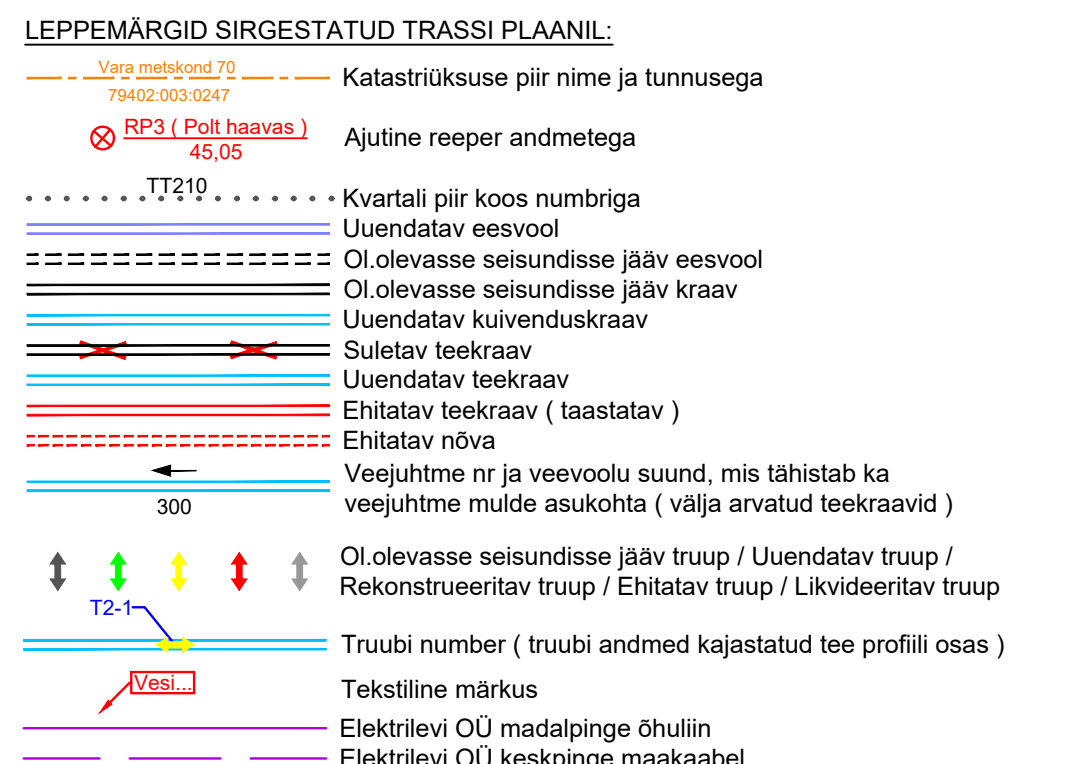 LEPPEMÄRGID SIRGESTATUD TRASSI PLAANIL:
Vara metskond 70
79402:003:0247
Katastriüksuse piir nime ja tunnusega
RP3 ( Polt haavas )
45,05
Ajutine reeper andmetega
TT210
Kvartali piir koos numbriga
Uuendatav eesvool
Ol.olevasse seisundisse jääv eesvool
Ol.olevasse seisundisse jääv kraav
Uuendatav kuivenduskraav
Suletav teekraav
Uuendatav teekraav
Ehitatav teekraav ( taastatav )
Ehitatav nõva
Veejuhtme nr ja veevoolu suund, mis tähistab ka
veejuhtme mulde asukohta ( välja arvatud teekraavid )
300
Ol.olevasse seisundisse jääv truup / Uuendatav truup /
Rekonstrueeritav truup / Ehitatav truup / Likvideeritav truup
T2-1
Truubi number ( truubi andmed kajastatud tee profiili osas )
Vesi...
Tekstiline märkus
Elektrilevi OÜ madalpinge õhuliin
Elektrilevi OÜ keskpinge maakaabel